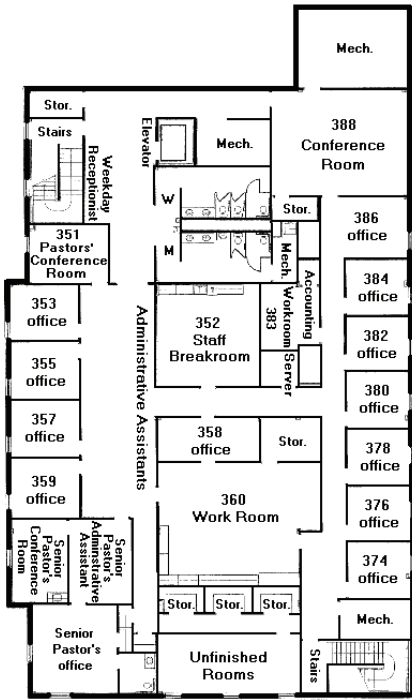 Mech.
Stor.
388
Conference
Room
Stairs
Elevator
Mech.
Weekday
Receptionist
W
Stor.
386
office
351
Pastors'
Conference
Room
M
Mech.
Accounting
384
office
353
office
Administrative Assistants
352
Staff
Breakroom
383
Workroom
382
office
355
office
Server
380
office
357
office
358
office
Stor.
378
office
359
office
360
Work Room
376
office
Senior
Pastor's
Conference
Room
Senior
Pastor's
Adminstrative
Assistant
374
office
Stor.
Stor.
Stor.
Mech.
Senior
Pastor's
office
Unfinished
Rooms
Stairs